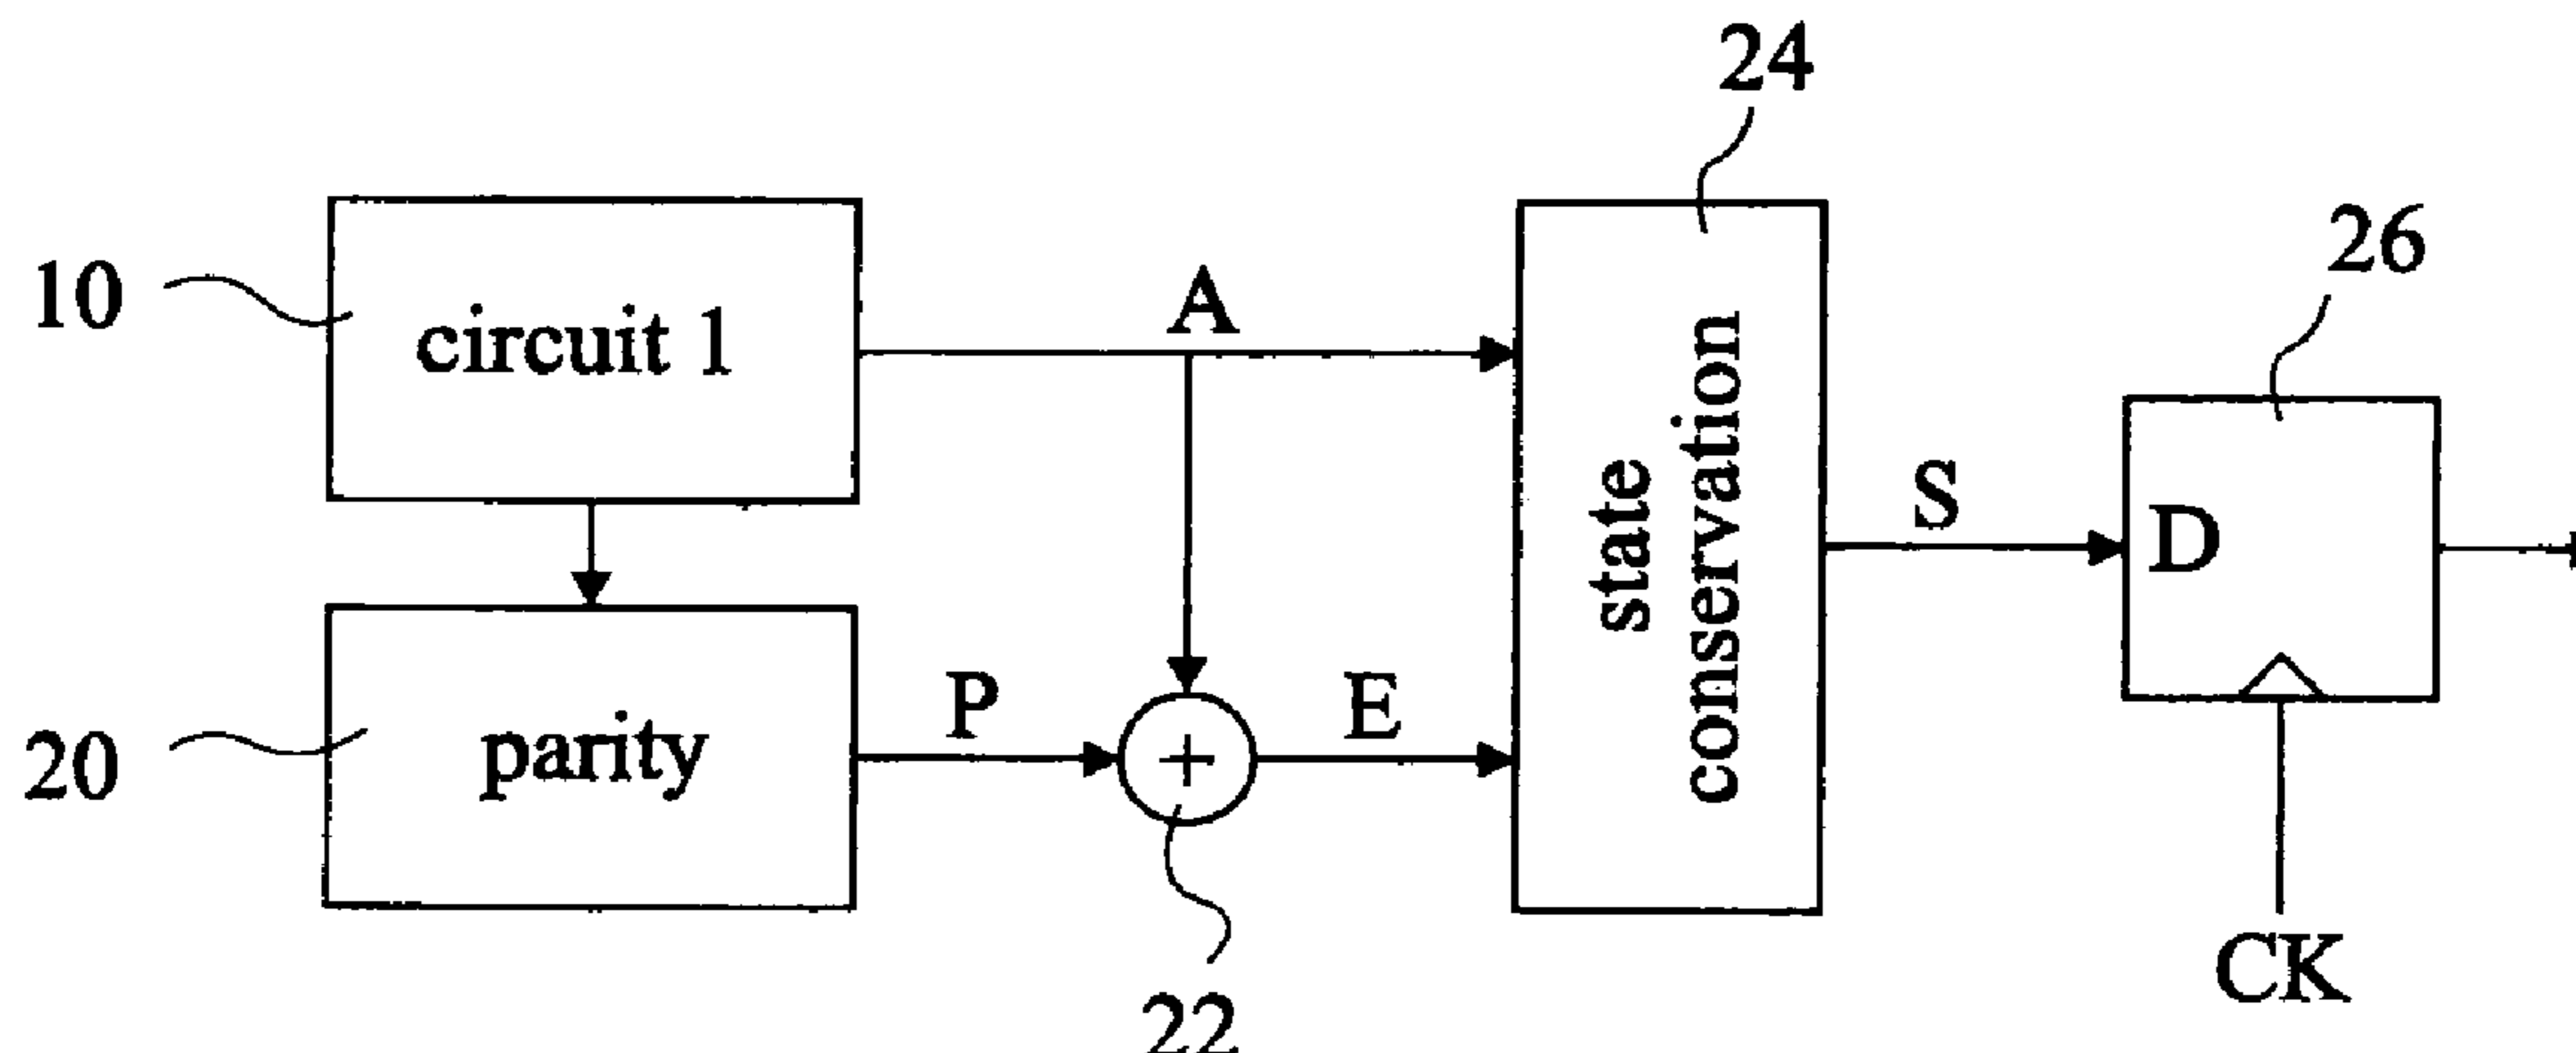 24
26
10
circuit 1
A
state
conservation
S
D
20
parity
P
+
E
22
CK